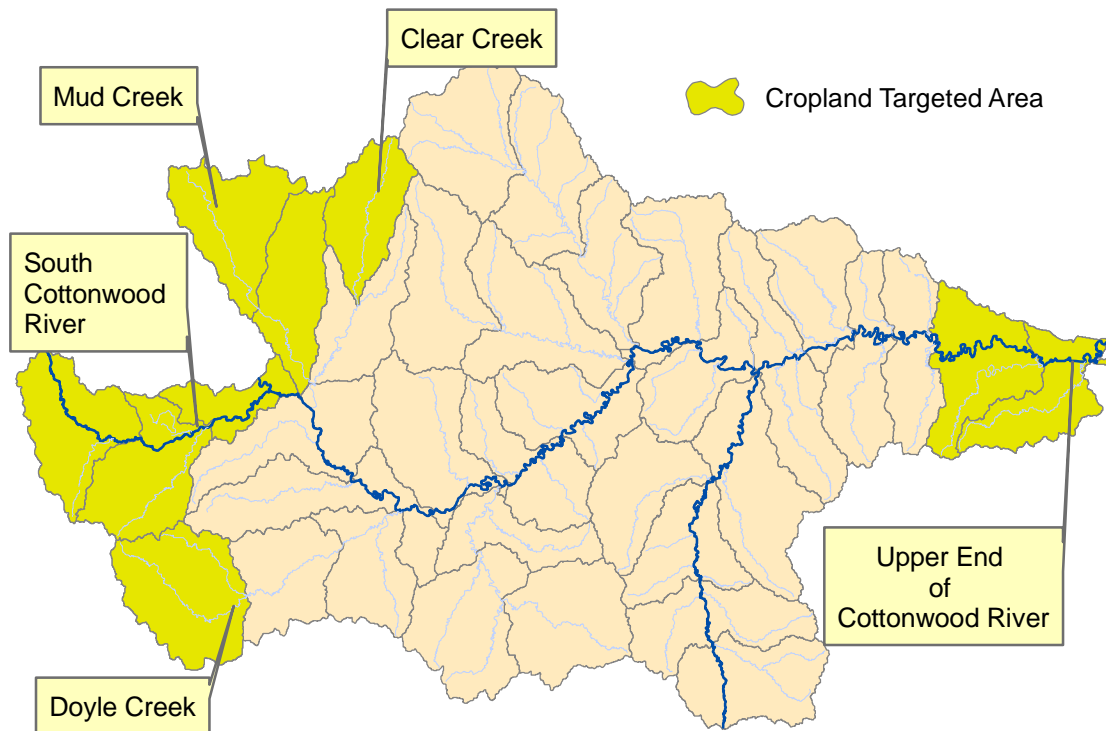 Clear Creek
Mud Creek
Cropland Targeted Area
South
Cottonwood
River
Upper End
of
Cottonwood River
Doyle Creek